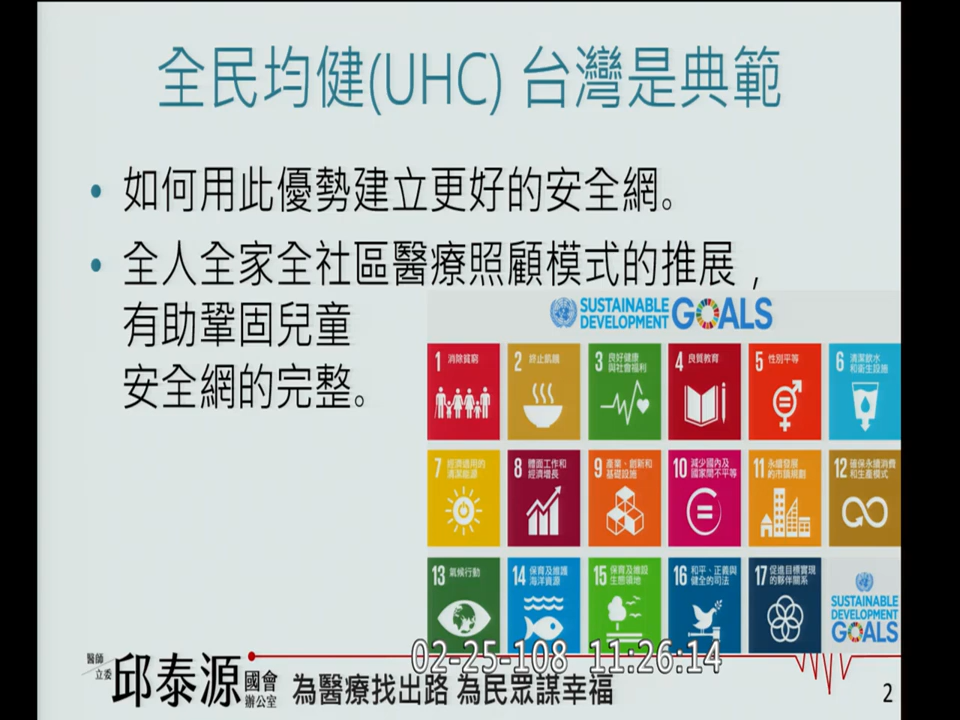 全民均健(UHC) 台灣是典範
• 如何用此優勢建立更好的安全網。
• 全人全家全社區醫療照顧模式的推展，
有助鞏固兒童
安全網的完整。
SUSTAINABLE
DEVELOPMENT
GOALS
1 消除貧窮
2 終止飢餓
3 良好健康
與社會福利
4 良質教育
5 性別平等
6 清潔飲水
和衛生設施
7 經濟適用的
清潔能源
8 體面工作和
經濟增長
9 產業、創新和
基礎設施
10 減少國內及
國家間不平等
11 永續發展
的市鎮規劃
12 確保永續消費
和生產模式
13 氣候行動
14 保育及維護
海洋資源
15 保育及維護
生態領地
16 和平、正義與
健全的司法
17 促進目標實現
的夥伴關系
SUSTAINABLE
DEVELOPMENT
GOALS
02-25-108 11:26:14
醫師
立委
邱泰源
國會
辦公室
為醫療找出路 為民眾謀幸福
2